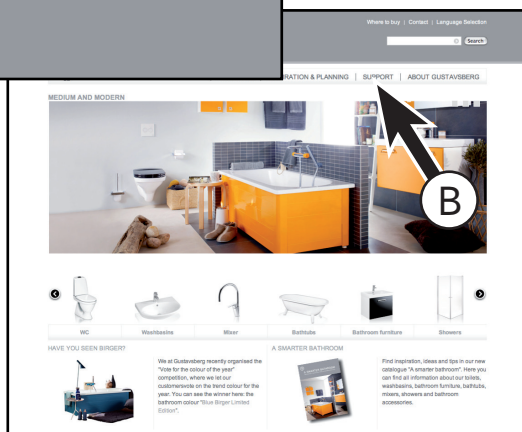 Where to buy | Contact | Language Selection
Search
RATION & PLANNING | SUPPORT | ABOUT GUSTAVSBERG
MEDIUM AND MODERN
B
WC Washbasins Mixer Bathtubs Bathroom furniture Showers
HAVE YOU SEEN BIRGER?
We at Gustavsberg recently organised the
"Vote for the colour of the year"
competition, where we let our
customersvote on the trend colour for the
year. You can see the winner here: the
bathroom colour "Blue Birger Limited
Edition".
A SMARTER BATHROOM
Find inspiration, ideas and tips in our new
catalogue "A smarter bathroom". Here you
can find all information about our toilets,
washbasins, bathroom furniture, bathtubs,
mixers, showers and bathroom
accessories.